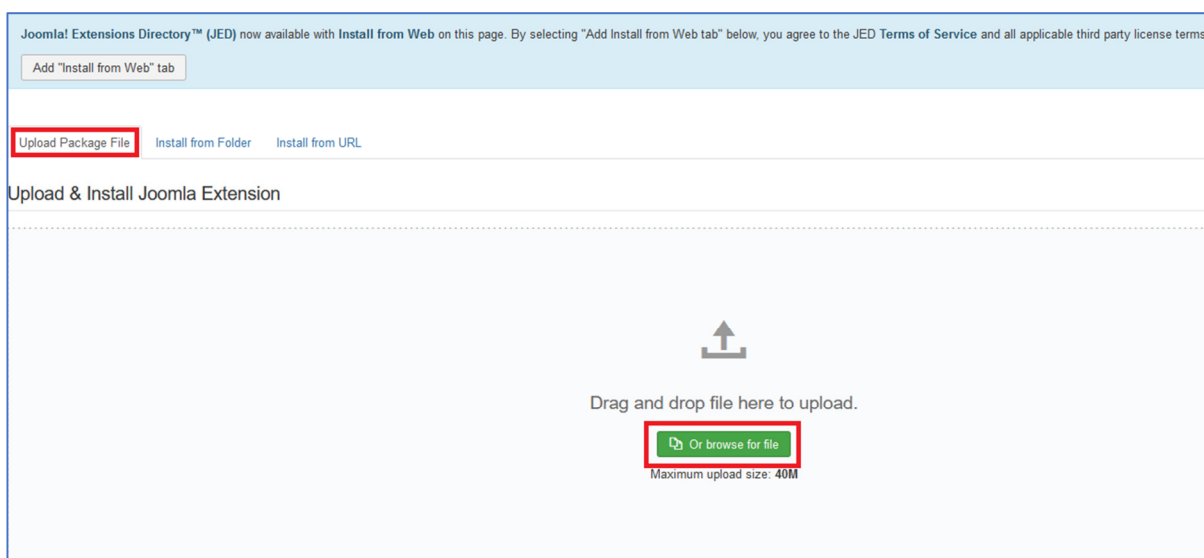 Joomla! Extensions Directory™ (JED) now available with Install from Web on this page. By selecting "Add Install from Web tab" below, you agree to the JED Terms of Service and all applicable third party license terms
Add "Install from Web" tab
Upload Package File Install from Folder Install from URL
Upload & Install Joomla Extension
Drag and drop file here to upload.
Or browse for file
Maximum upload size: 40M